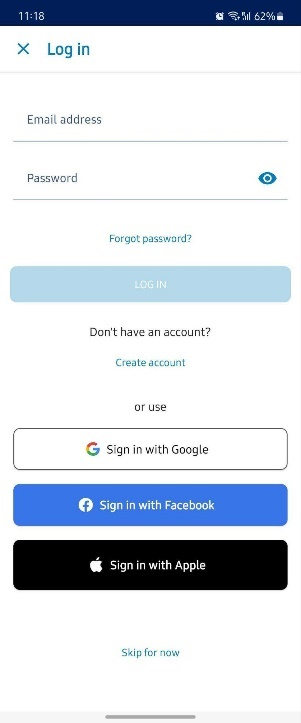 11:18
62%
Log in
Email address
Password
Forgot password?
LOG IN
Don't have an account?
Create account
or use
Sign in with Google
Sign in with Facebook
Sign in with Apple
Skip for now